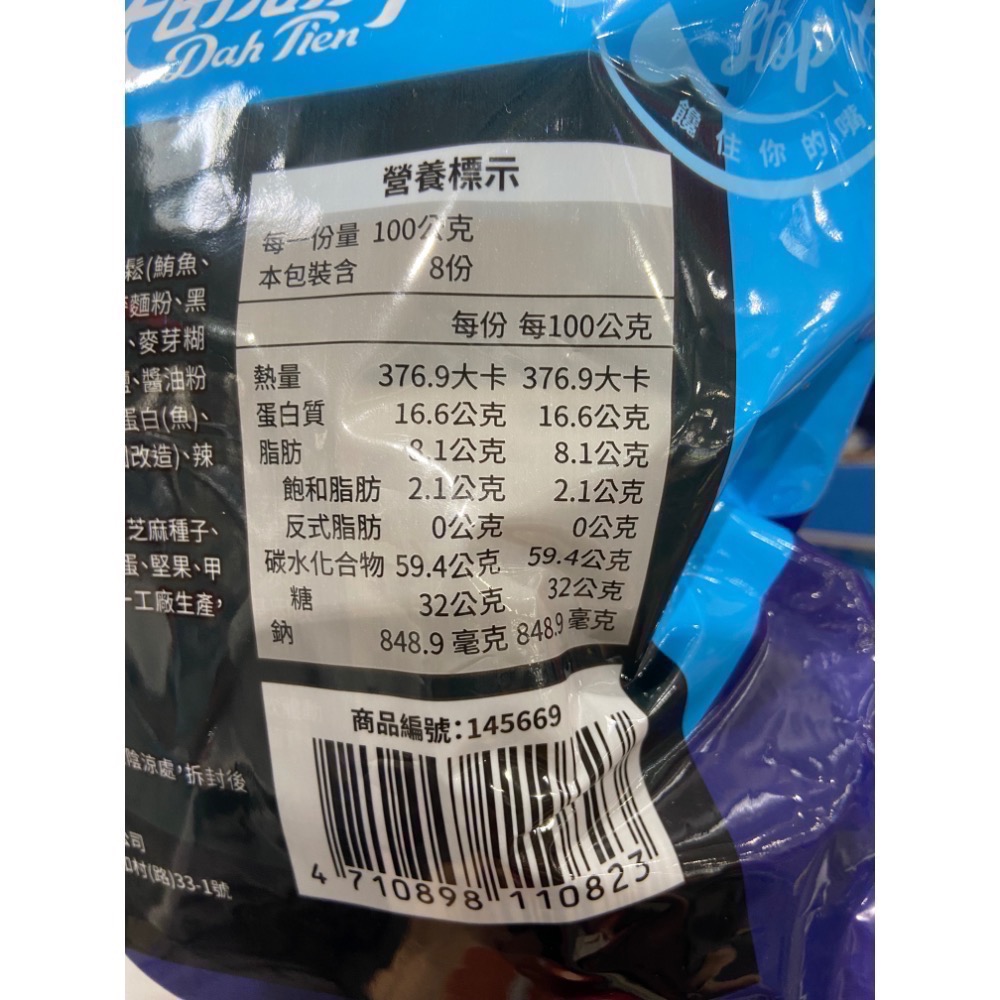 Dah Tien
Stop
饞住你的嘴
營養標示
每一份量 100公克
本包裝含 8份
每份 每100公克
熱量 376.9大卡 376.9大卡
蛋白質 16.6公克 16.6公克
脂肪 8.1公克 8.1公克
飽和脂肪 2.1公克 2.1公克
反式脂肪 0公克 0公克
碳水化合物 59.4公克 59.4公克
糖 32公克 32公克
鈉 848.9 毫克 848.9 毫克
鬆(鮪魚、
麵粉、黑
、麥芽糊
、醬油粉
蛋白(魚)、
改造)、辣
芝麻種子、
蛋、堅果、甲
一工廠生產,
陰涼處,拆封後
公司
村(路)33-1號
商品編號:145669
4 710898 110823